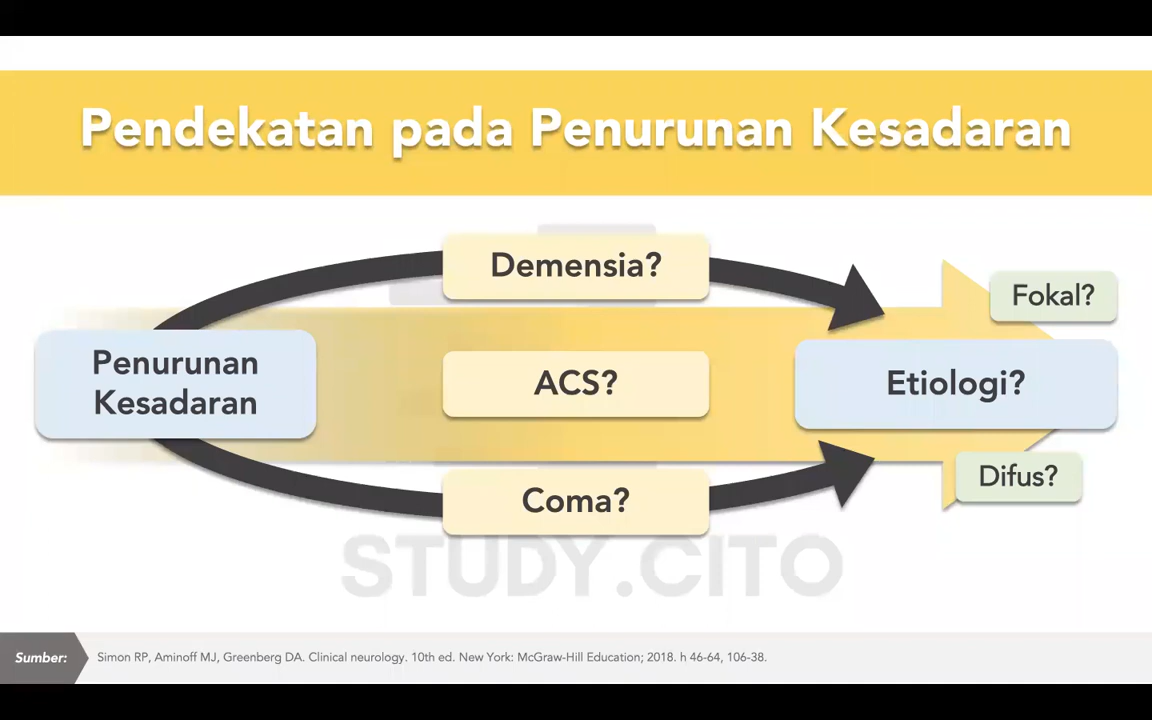 Pendekatan pada Penurunan Kesadaran
Demensia?
Fokal?
Penurunan
Kesadaran
ACS?
Etiologi?
Difus?
Coma?
STUDY.CITO
Sumber:
Simon RP, Aminoff MJ, Greenberg DA. Clinical neurology. 10th ed. New York: McGraw-Hill Education; 2018. h 46-64, 106-38.